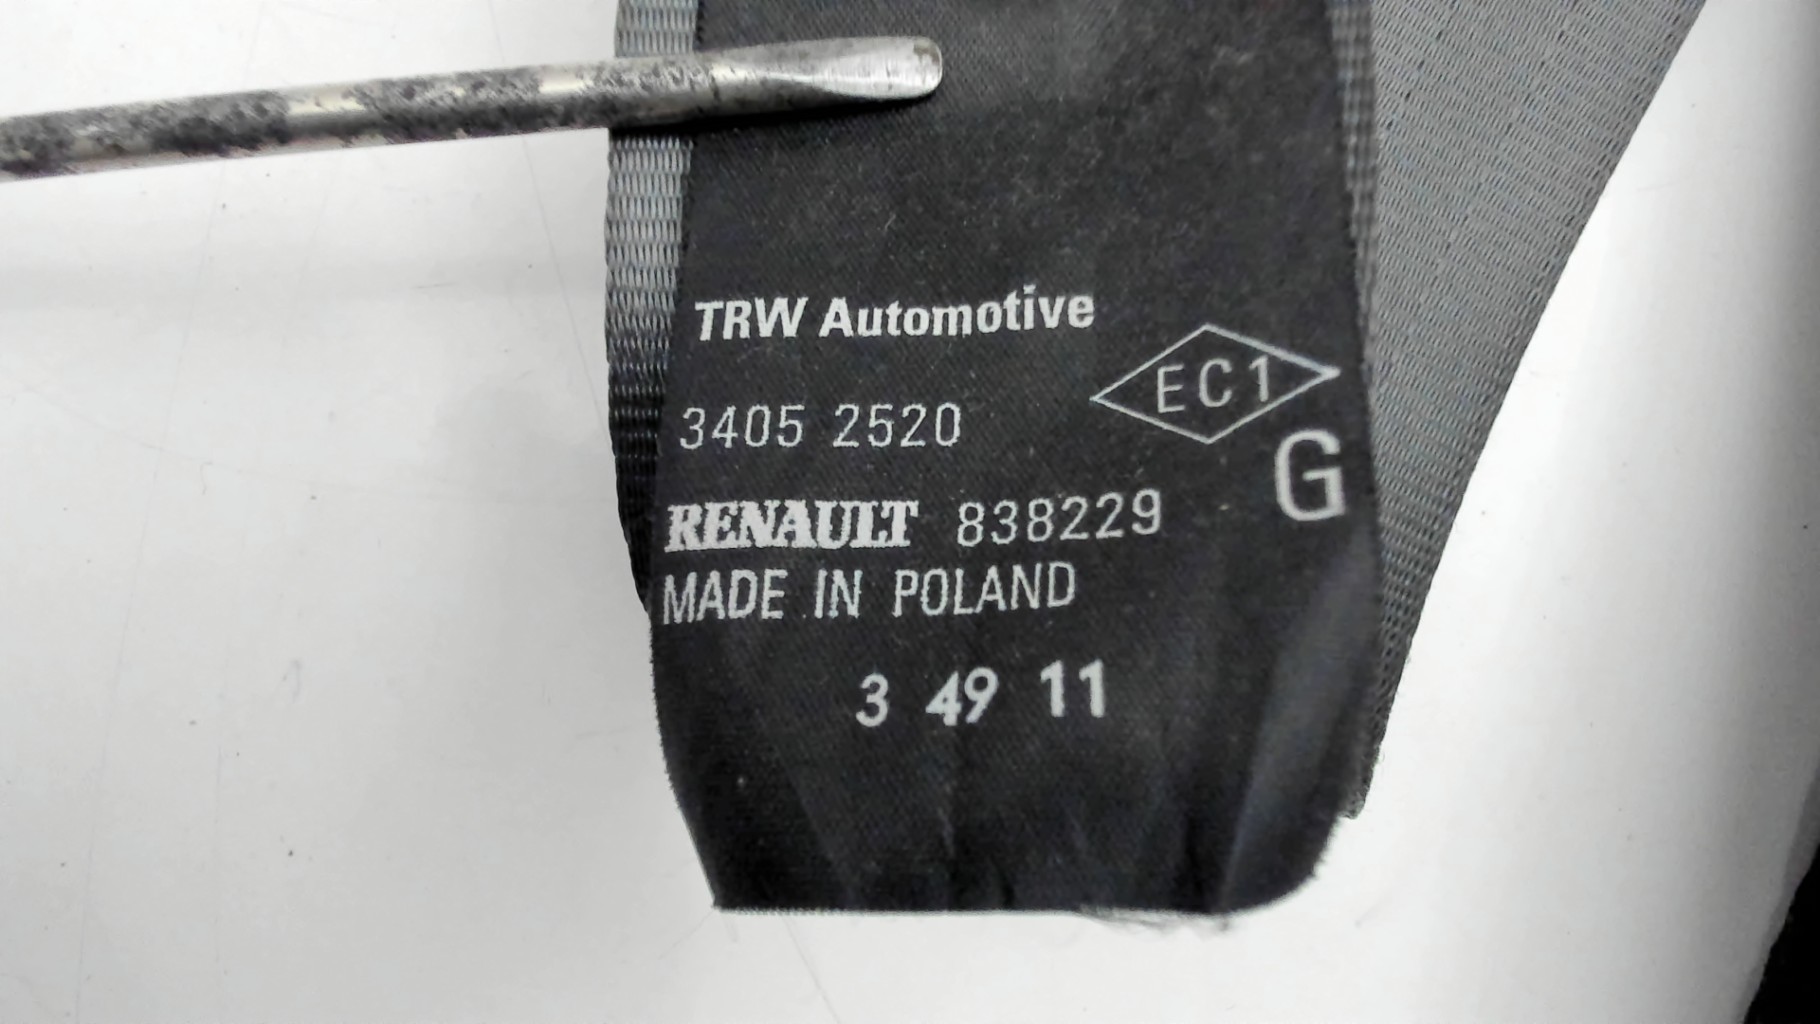 TRW Automotive
EC1
3405 2520
G
RENAULT 838229
MADE IN POLAND
3 49 11